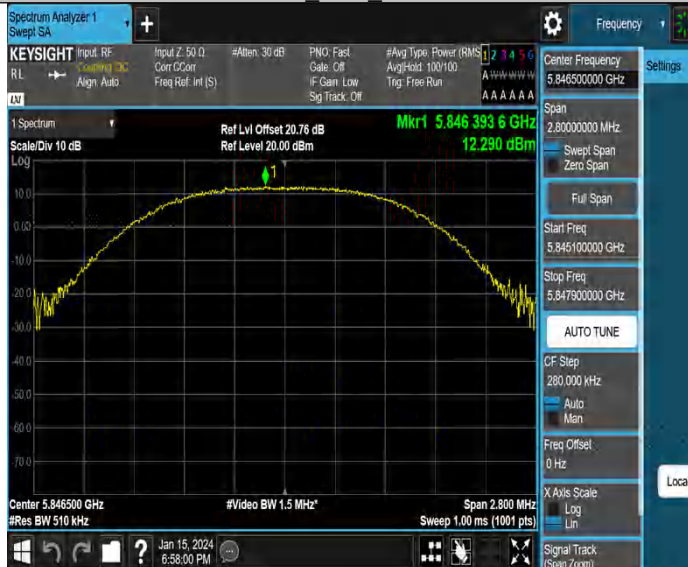 Spectrum Analyzer 1
Swept SA
Frequency
KEYSIGHT
RL
Input: RF
Coupling: DC
Align: Auto
Input Z: 50 Ω
Corr CCorr
Freq Ref: Int (S)
#Atten: 30 dB
PNO: Fast
Gate: Off
IF Gain: Low
Sig Track: Off
#Avg Type: Power (RMS
Avg|Hold: 100/100
Trig: Free Run
1 2 3 4 5 6
A W W W W W
A A A A A A
LXI
1 Spectrum
Scale/Div 10 dB
Log
Ref Lvl Offset 20.76 dB
Ref Level 20.00 dBm
Mkr1 5.846 393 6 GHz
12.290 dBm
1
10.0
0.00
-10.0
-20.0
-30.0
-40.0
-50.0
-60.0
-70.0
Center 5.846500 GHz
#Res BW 510 kHz
#Video BW 1.5 MHz*
Span 2.800 MHz
Sweep 1.00 ms (1001 pts)
Jan 15, 2024
6:58:00 PM
Center Frequency
5.846500000 GHz
Settings
Span
2.80000000 MHz
Swept Span
Zero Span
Full Span
Start Freq
5.845100000 GHz
Stop Freq
5.847900000 GHz
AUTO TUNE
CF Step
280.000 kHz
Auto
Man
Freq Offset
0 Hz
X Axis Scale
Log
Lin
Loca
Signal Track
(Span Zoom)